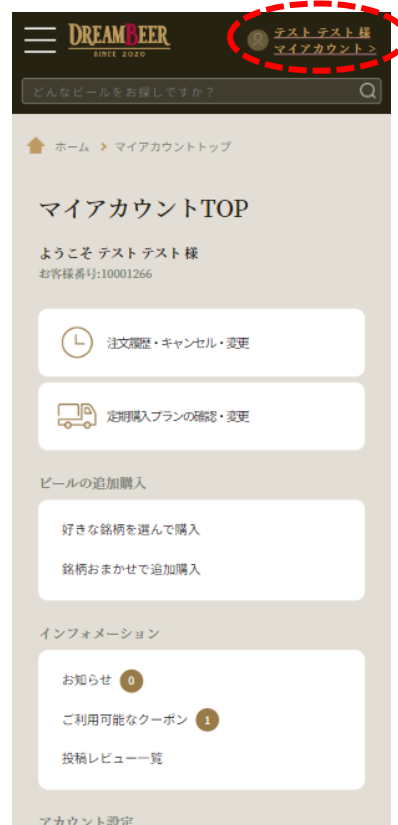 DREAMBEER
SINCE 2020
テスト テスト 様
マイアカウント >
どんなビールをお探しですか？
ホーム > マイアカウントトップ
マイアカウントTOP
ようこそ テスト テスト 様
お客様番号:10001266
注文履歴・キャンセル・変更
定期購入プランの確認・変更
ビールの追加購入
好きな銘柄を選んで購入
銘柄おまかせで追加購入
インフォメーション
お知らせ 0
ご利用可能なクーポン 1
投稿レビュー一覧
アカウント設定